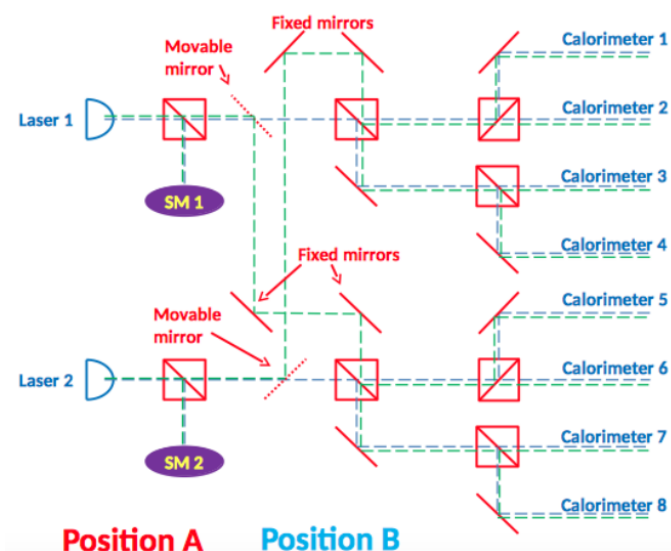 Fixed mirrors
Movable
mirror
Calorimeter 1
Laser 1
Calorimeter 2
SM 1
Calorimeter 3
Calorimeter 4
Fixed mirrors
Movable
mirror
Calorimeter 5
Laser 2
Calorimeter 6
SM 2
Calorimeter 7
Calorimeter 8
Position A
Position B